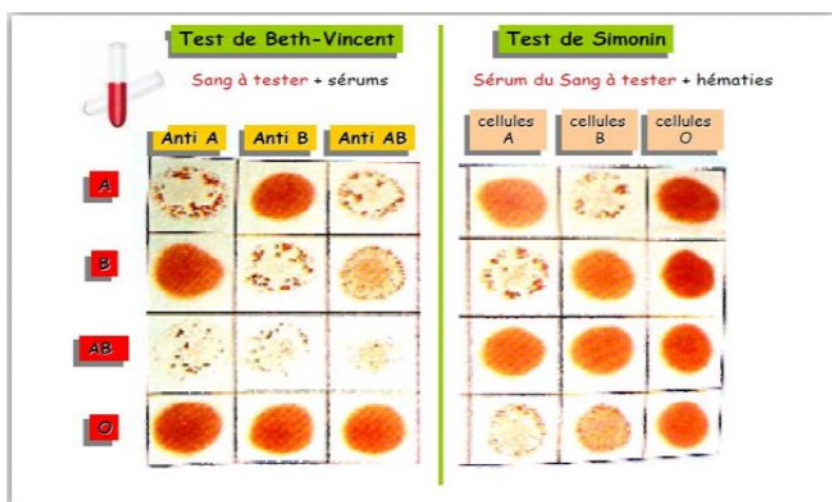 Test de Beth-Vincent
Sang à tester + sérums
Anti A
Anti B
Anti AB
A
B
AB
O
Test de Simonin
Sérum du Sang à tester + hématies
cellules
A
cellules
B
cellules
O